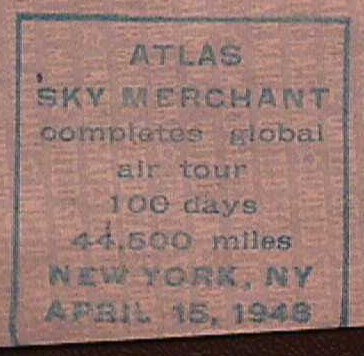 ATLAS
SKY MERCHANT
completes global
air tour
100 days
44,500 miles
NEW YORK, NY
APRIL 15, 1948